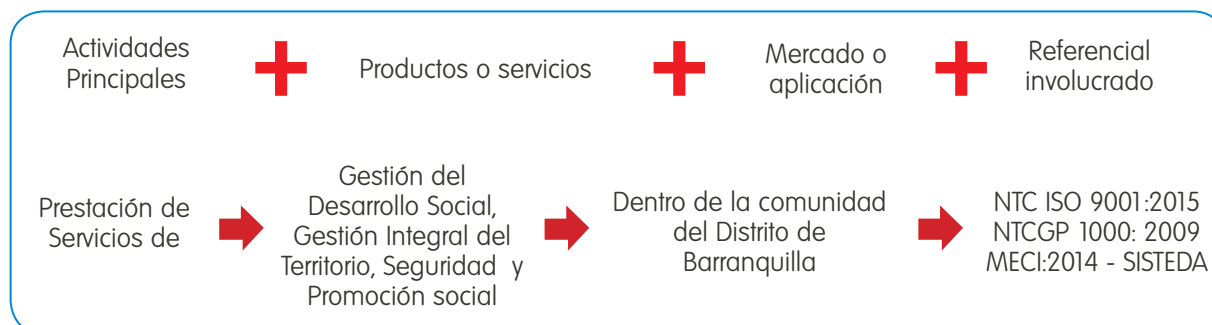 Actividades
Principales
Productos o servicios
Mercado o
aplicación
Referencial
involucrado
Prestación de
Servicios de
Gestión del
Desarrollo Social,
Gestión Integral del
Territorio, Seguridad y
Promoción social
Dentro de la comunidad
del Distrito de
Barranquilla
NTC ISO 9001:2015
NTCGP 1000: 2009
MECI:2014 - SISTEDA